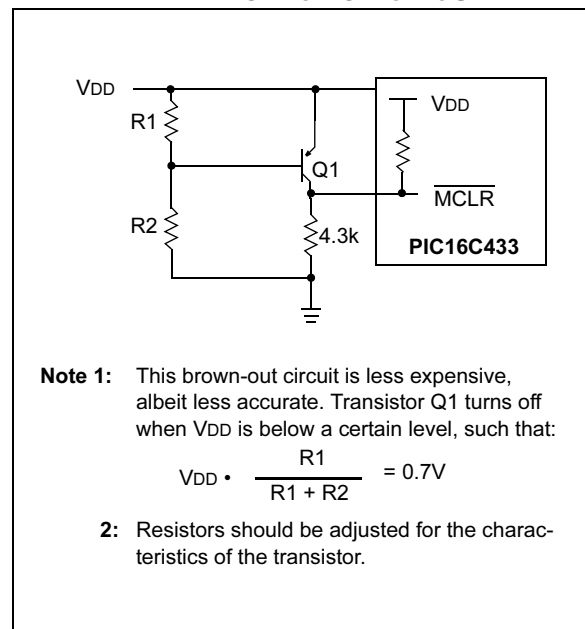 VDD
VDD
R1
Q1
MCLR
R2
4.3k
PIC16C433
Note 1: This brown-out circuit is less expensive,
albeit less accurate. Transistor Q1 turns off
when VDD is below a certain level, such that:
VDD • R1 / R1 + R2 = 0.7V
2: Resistors should be adjusted for the charac-
teristics of the transistor.